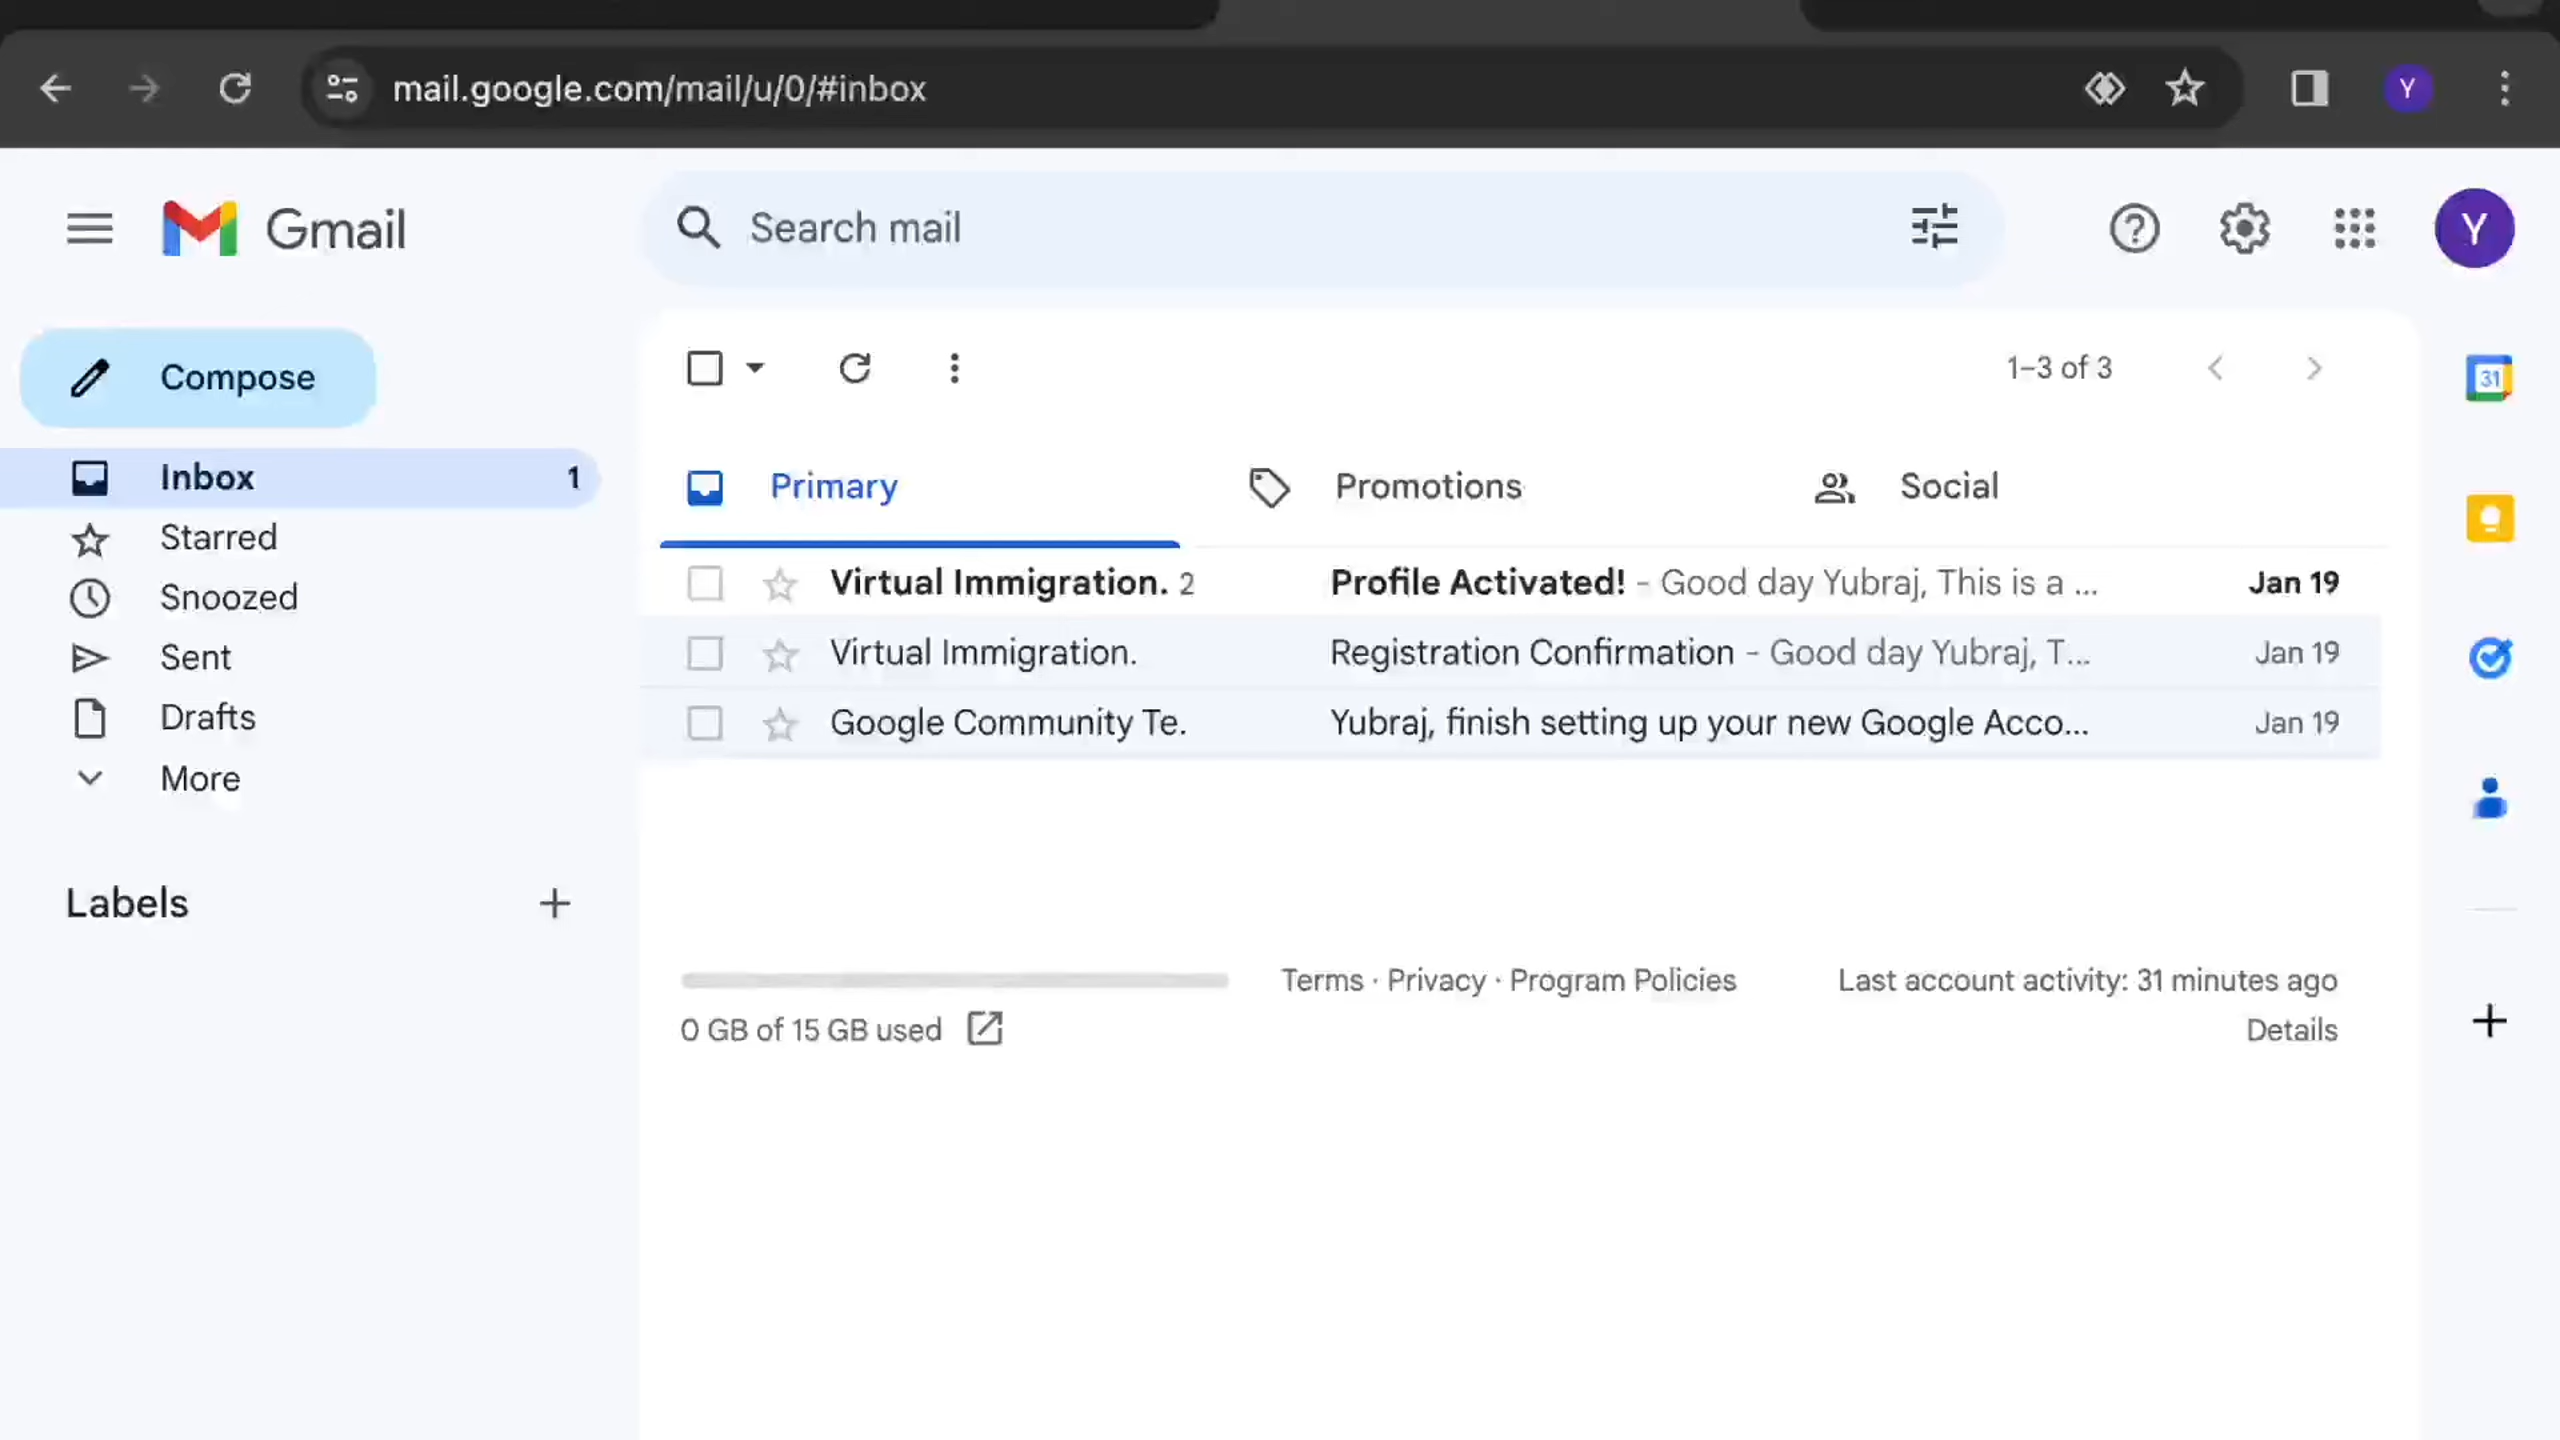 mail.google.com/mail/u/0/#inbox
Y
Gmail
Search mail
Y
Compose
1–3 of 3
31
Inbox 1
Primary
Promotions
Social
Starred
Snoozed
Sent
Drafts
More
Virtual Immigration. 2 Profile Activated! - Good day Yubraj, This is a ... Jan 19
Virtual Immigration. Registration Confirmation - Good day Yubraj, T... Jan 19
Google Community Te. Yubraj, finish setting up your new Google Acco... Jan 19
Labels
Terms · Privacy · Program Policies
Last account activity: 31 minutes ago
0 GB of 15 GB used
Details